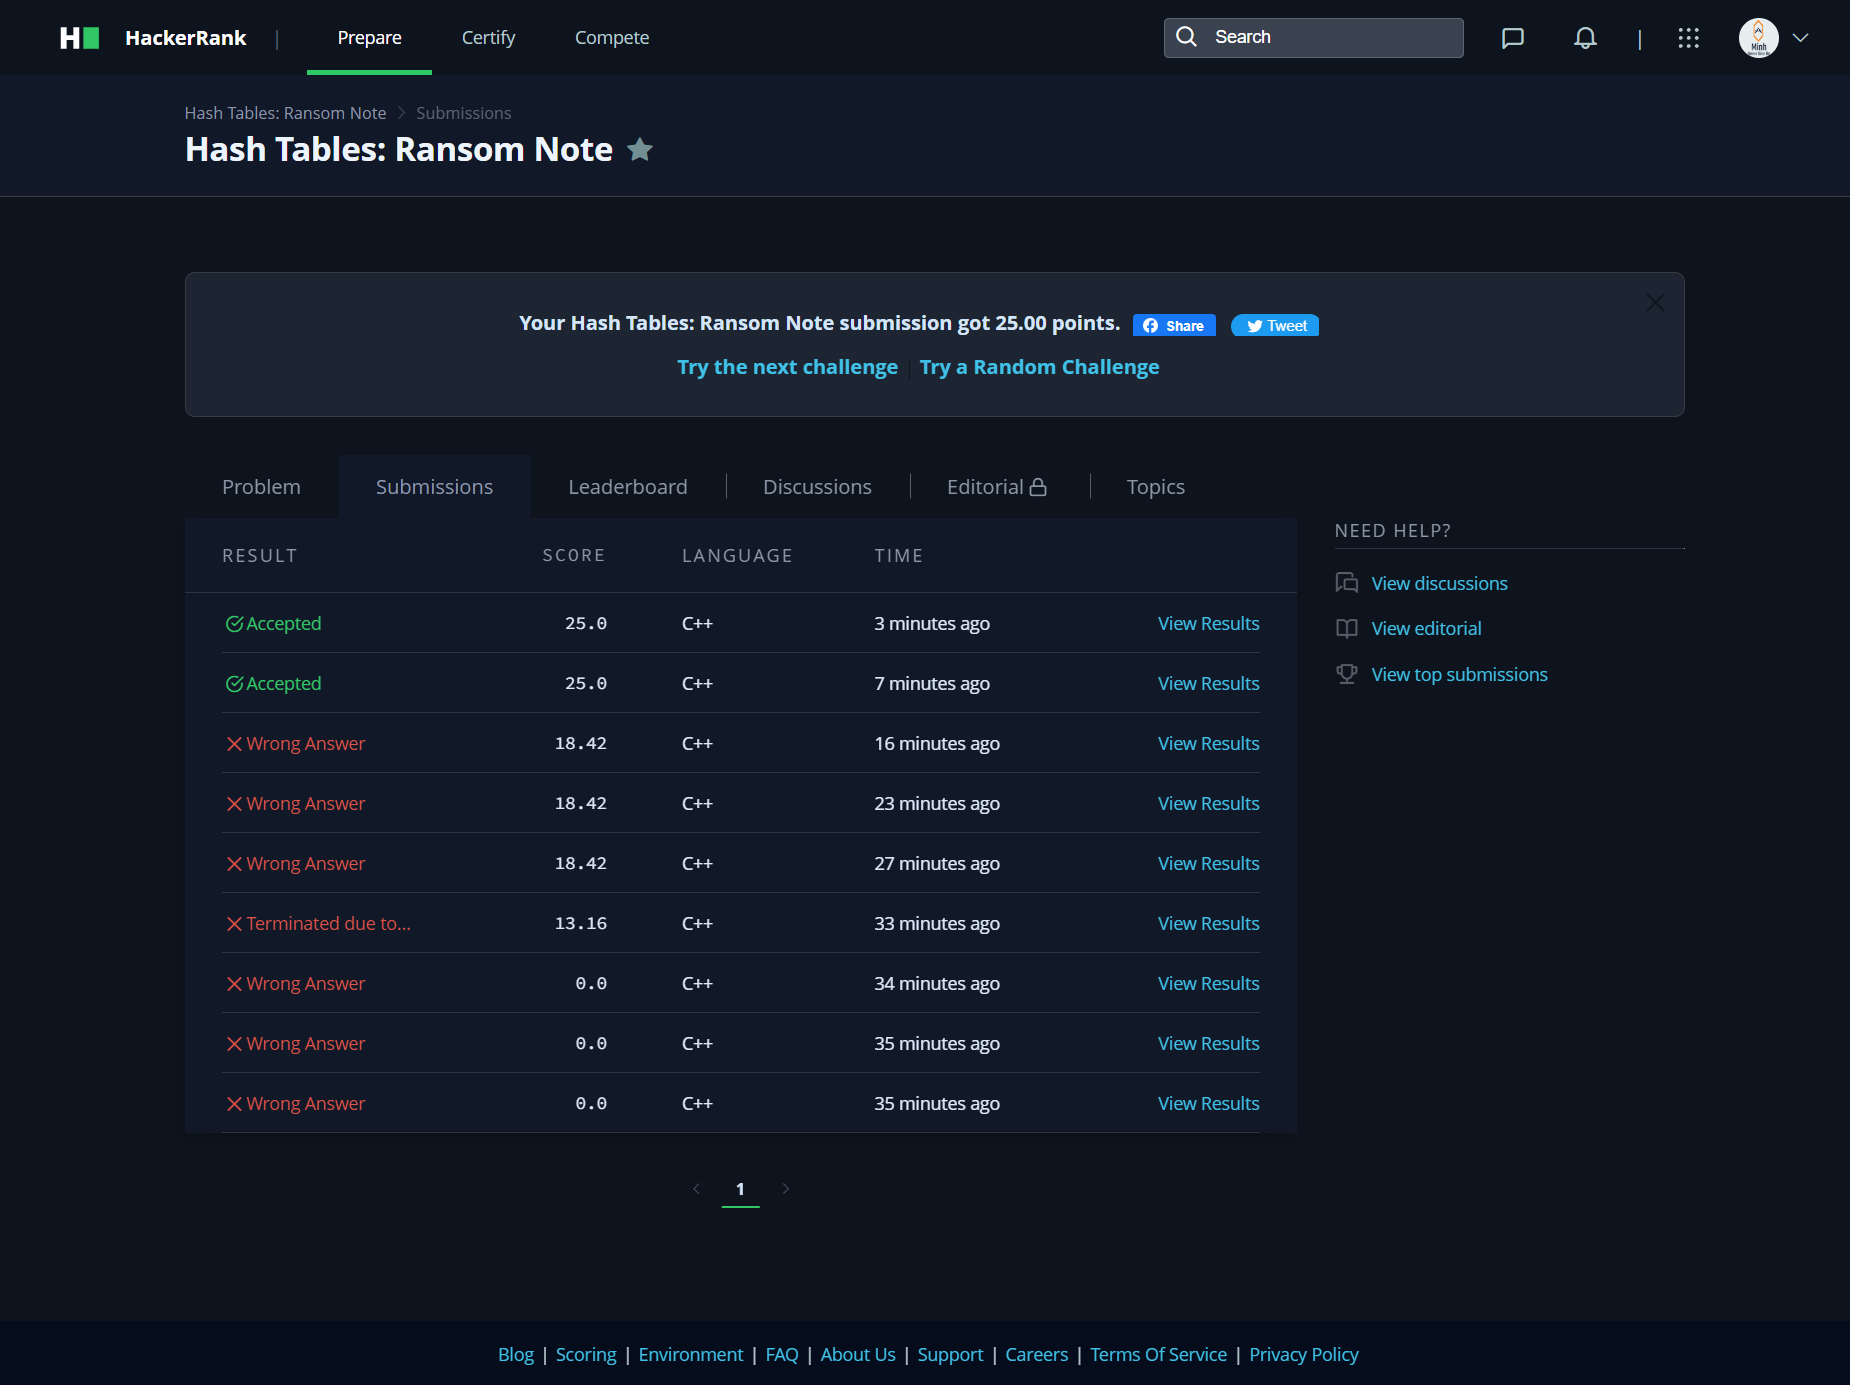 HackerRank | Prepare Certify Compete Search |
Minh
Hash Tables: Ransom Note > Submissions
Hash Tables: Ransom Note
Your Hash Tables: Ransom Note submission got 25.00 points. Share Tweet
Try the next challenge | Try a Random Challenge
Problem Submissions Leaderboard Discussions Editorial Topics
RESULT SCORE LANGUAGE TIME
Accepted 25.0 C++ 3 minutes ago View Results
Accepted 25.0 C++ 7 minutes ago View Results
Wrong Answer 18.42 C++ 16 minutes ago View Results
Wrong Answer 18.42 C++ 23 minutes ago View Results
Wrong Answer 18.42 C++ 27 minutes ago View Results
Terminated due to... 13.16 C++ 33 minutes ago View Results
Wrong Answer 0.0 C++ 34 minutes ago View Results
Wrong Answer 0.0 C++ 35 minutes ago View Results
Wrong Answer 0.0 C++ 35 minutes ago View Results
NEED HELP?
View discussions
View editorial
View top submissions
1
Blog | Scoring | Environment | FAQ | About Us | Support | Careers | Terms Of Service | Privacy Policy